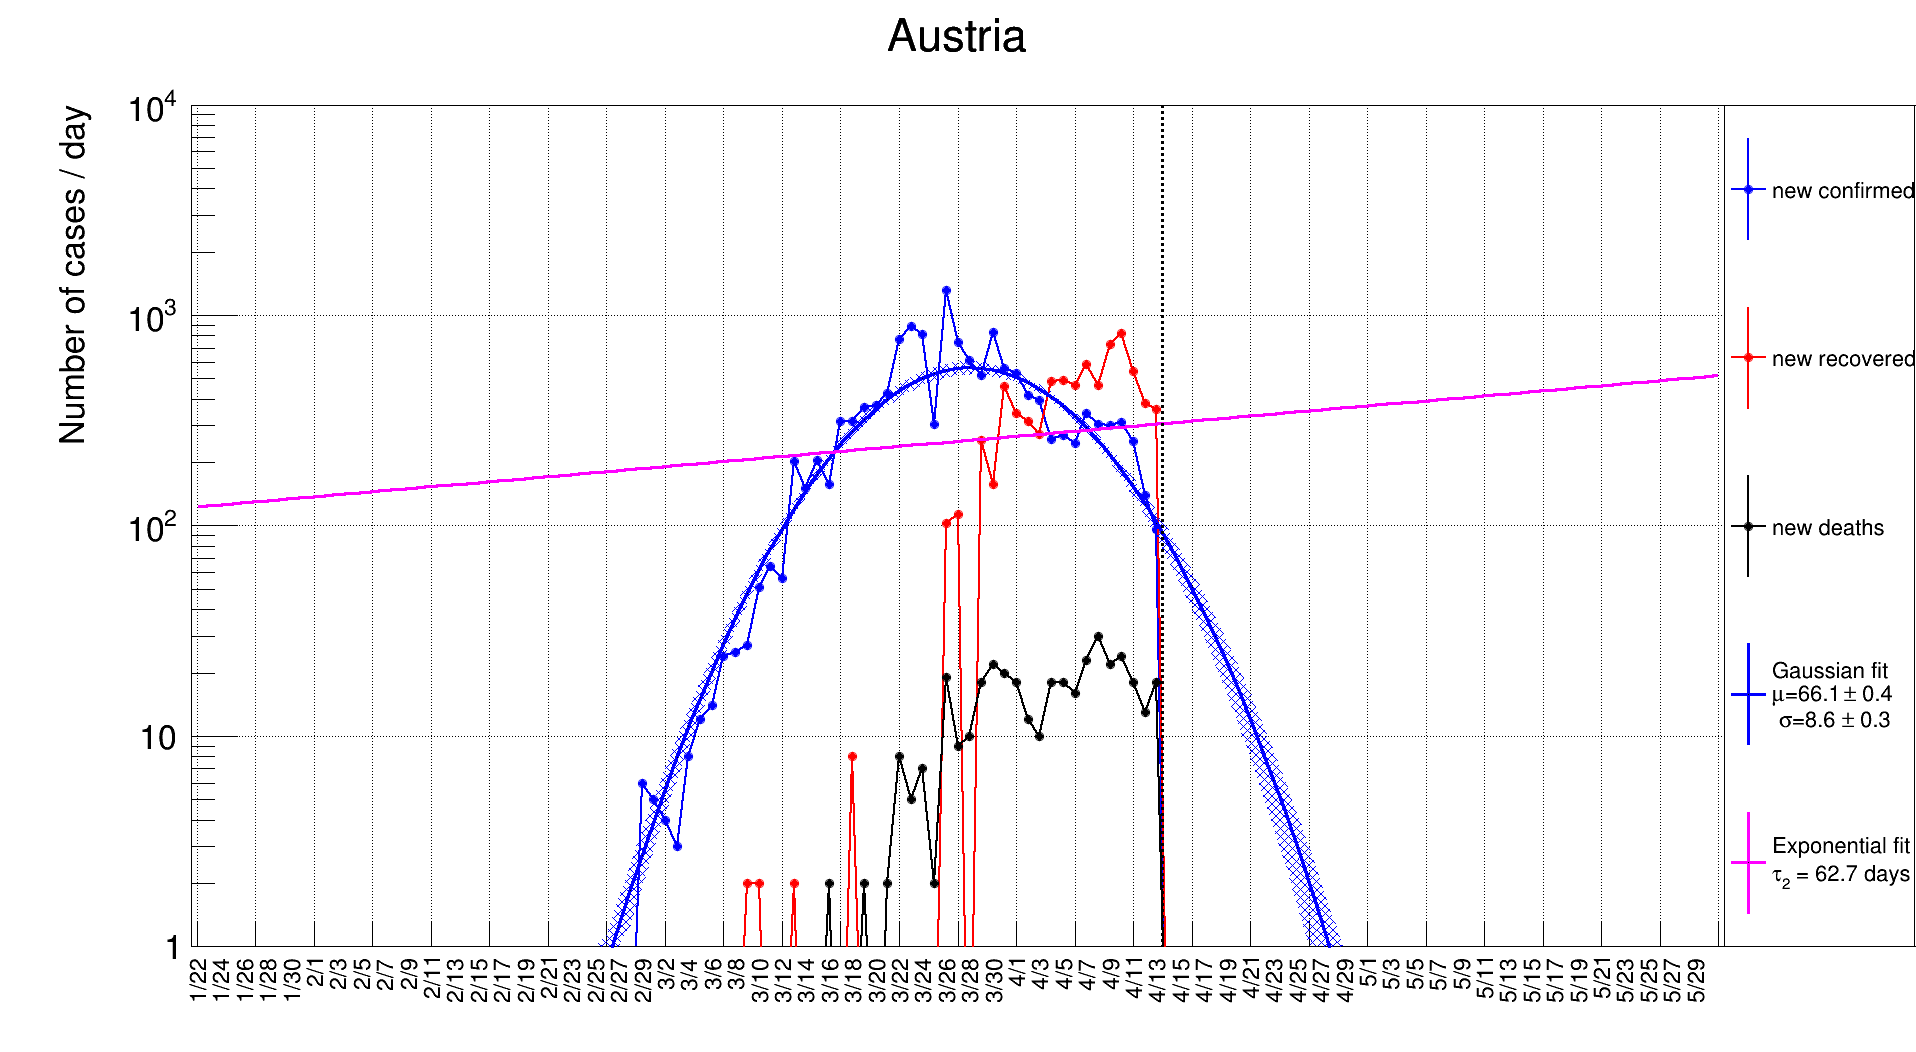 Austria
Number of cases / day
10^4
10^3
10^2
10
1
1/22 1/24 1/26 1/28 1/30 2/1 2/3 2/5 2/7 2/9 2/11 2/13 2/15 2/17 2/19 2/21 2/23 2/25 2/27 2/29 3/2 3/4 3/6 3/8 3/10 3/12 3/14 3/16 3/18 3/20 3/22 3/24 3/26 3/28 3/30 4/1 4/3 4/5 4/7 4/9 4/11 4/13 4/15 4/17 4/19 4/21 4/23 4/25 4/27 4/29 5/1 5/3 5/5 5/7 5/9 5/11 5/13 5/15 5/17 5/19 5/21 5/23 5/25 5/27 5/29
new confirmed
new recovered
new deaths
Gaussian fit
μ=66.1 ± 0.4
σ=8.6 ± 0.3
Exponential fit
τ₂ = 62.7 days